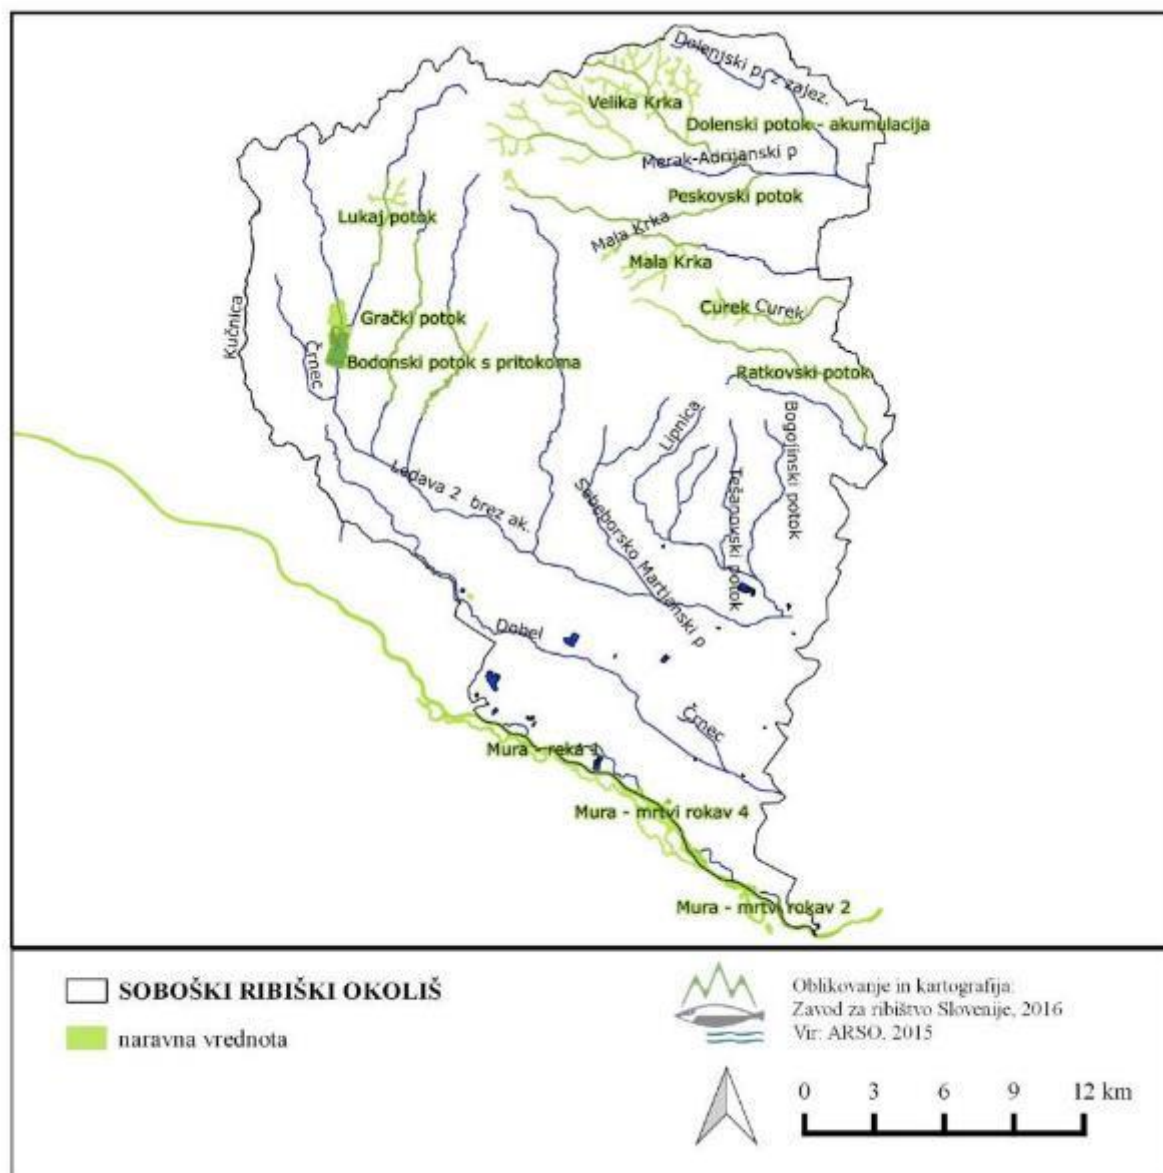 Dolenjski p. z zajez.
Velika Krka
Dolenski potok - akumulacija
Merak-Adrijanski p
Peskovski potok
Lukaj potok
Mala Krka
Mala Krka
Curek Curek
Kučnica
Grački potok
Črnec
Bodonski potok s pritokoma
Ratkovski potok
Lipnica
Bogojinski potok
Ledava 2 brez ak.
Sebeborsko Martjanski p
Tešanovski potok
Dobel
Črnec
Mura - reka 1
Mura - mrtvi rokav 4
Mura - mrtvi rokav 2
SOBOŠKI RIBIŠKI OKOLIŠ
naravna vrednota
Oblikovanje in kartografija:
Zavod za ribištvo Slovenije, 2016
Vir: ARSO, 2015
0 3 6 9 12 km